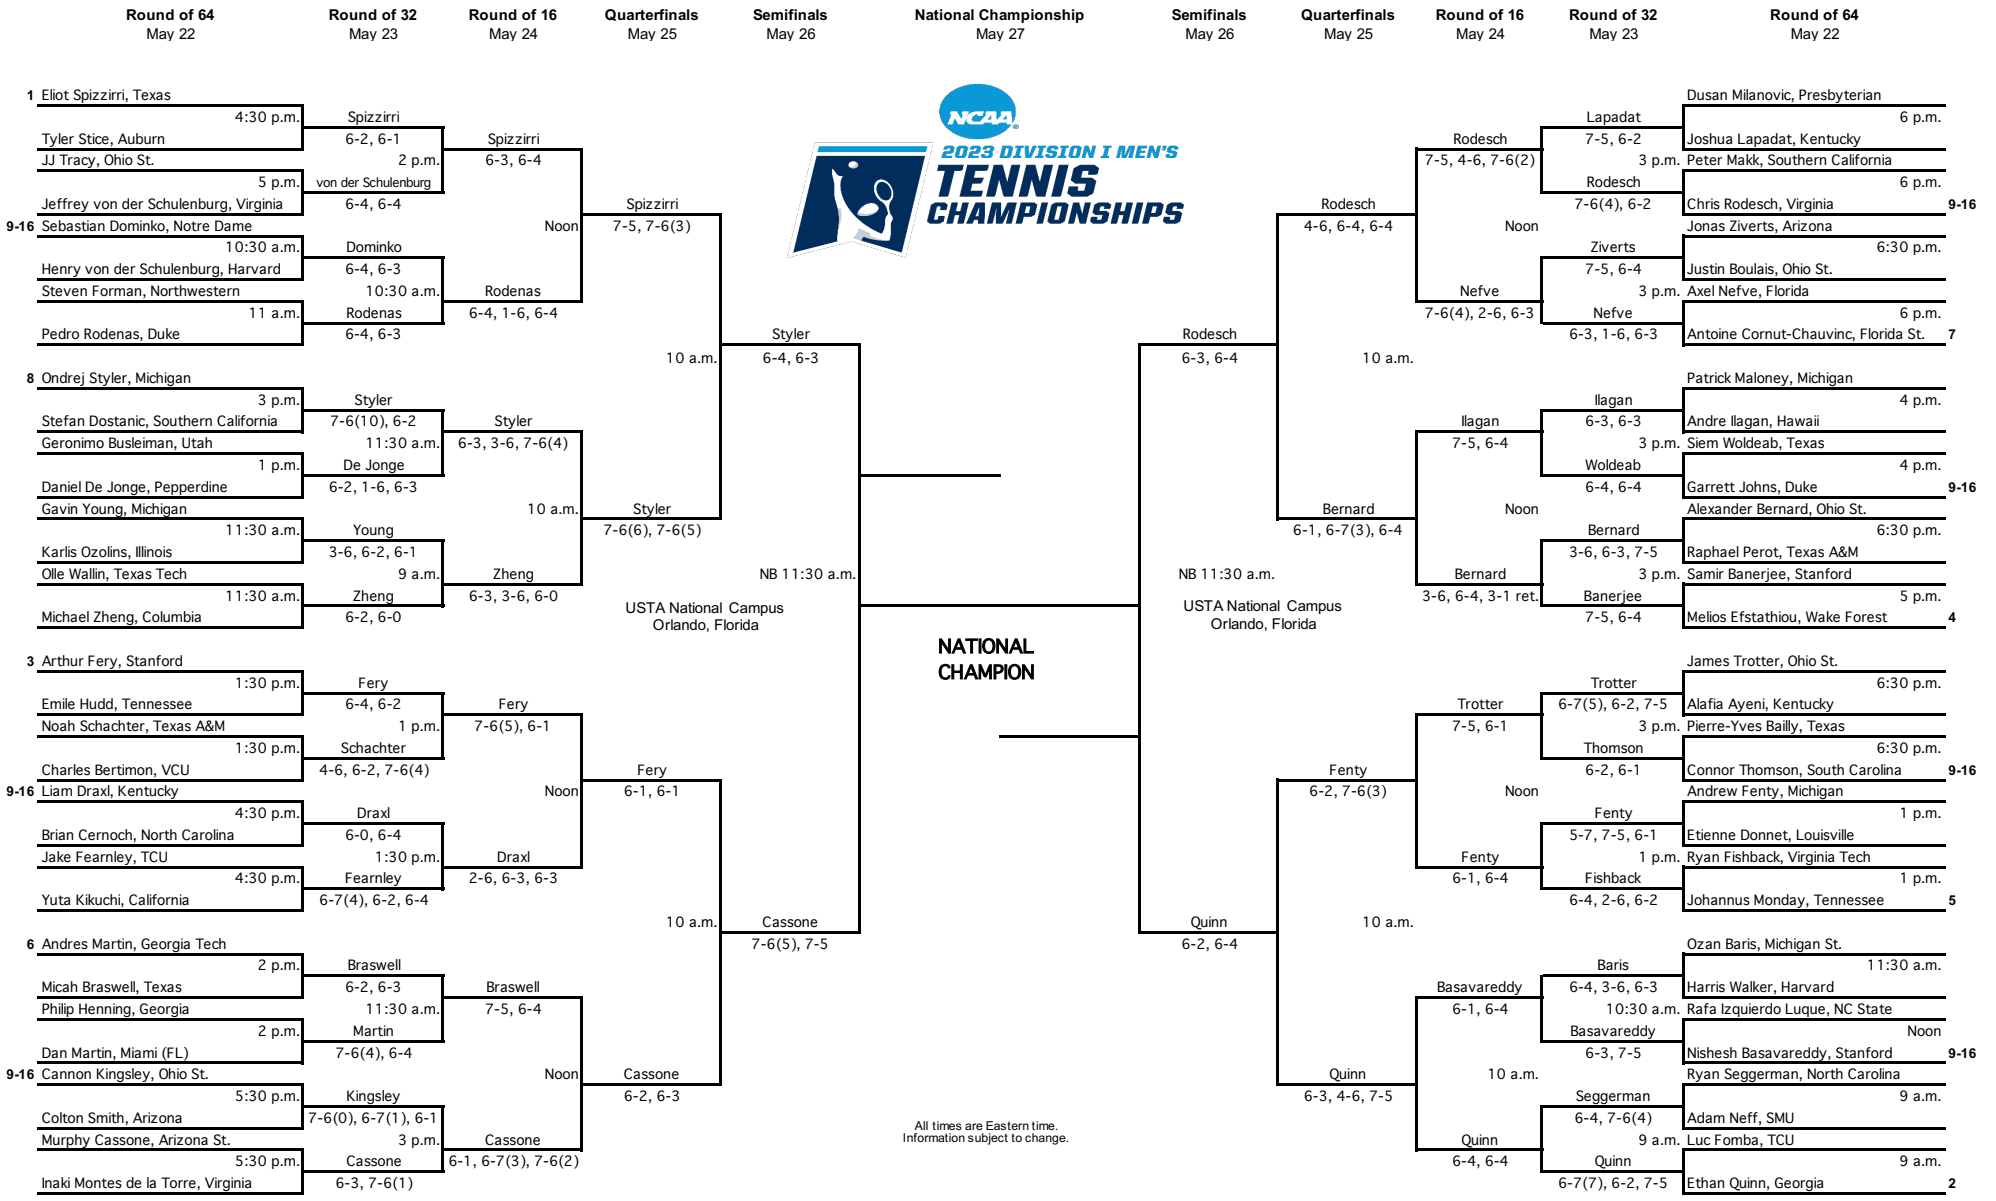 Round of 64
May 22
Round of 32
May 23
Round of 16
May 24
Quarterfinals
May 25
Semifinals
May 26
National Championship
May 27
Semifinals
May 26
Quarterfinals
May 25
Round of 16
May 24
Round of 32
May 23
Round of 64
May 22
1 Eliot Spizzirri, Texas
4:30 p.m.
Tyler Stice, Auburn
JJ Tracy, Ohio St.
5 p.m.
Jeffrey von der Schulenburg, Virginia
9-16 Sebastian Dominko, Notre Dame
10:30 a.m.
Henry von der Schulenburg, Harvard
Steven Forman, Northwestern
11 a.m.
Pedro Rodenas, Duke
8 Ondrej Styler, Michigan
3 p.m.
Stefan Dostanic, Southern California
Geronimo Busleiman, Utah
1 p.m.
Daniel De Jonge, Pepperdine
Gavin Young, Michigan
11:30 a.m.
Karlis Ozolins, Illinois
Olle Wallin, Texas Tech
11:30 a.m.
Michael Zheng, Columbia
3 Arthur Fery, Stanford
1:30 p.m.
Emile Hudd, Tennessee
Noah Schachter, Texas A&M
1:30 p.m.
Charles Bertimon, VCU
9-16 Liam Draxl, Kentucky
4:30 p.m.
Brian Cernoch, North Carolina
Jake Fearnley, TCU
4:30 p.m.
Yuta Kikuchi, California
6 Andres Martin, Georgia Tech
2 p.m.
Micah Braswell, Texas
Philip Henning, Georgia
2 p.m.
Dan Martin, Miami (FL)
9-16 Cannon Kingsley, Ohio St.
5:30 p.m.
Colton Smith, Arizona
Murphy Cassone, Arizona St.
5:30 p.m.
Inaki Montes de la Torre, Virginia
Spizzirri
6-2, 6-1
2 p.m.
von der Schulenburg
6-4, 6-4
Dominko
6-4, 6-3
10:30 a.m.
Rodenas
6-4, 6-3
Styler
7-6(10), 6-2
11:30 a.m.
De Jonge
6-2, 1-6, 6-3
Young
3-6, 6-2, 6-1
9 a.m.
Zheng
6-2, 6-0
Fery
6-4, 6-2
1 p.m.
Schachter
4-6, 6-2, 7-6(4)
Draxl
6-0, 6-4
1:30 p.m.
Fearnley
6-7(4), 6-2, 6-4
Braswell
6-2, 6-3
11:30 a.m.
Martin
7-6(4), 6-4
Kingsley
7-6(0), 6-7(1), 6-1
3 p.m.
Cassone
6-3, 7-6(1)
Spizzirri
6-3, 6-4
Noon
Rodenas
6-4, 1-6, 6-4
Styler
6-3, 3-6, 7-6(4)
10 a.m.
Zheng
6-3, 3-6, 6-0
Fery
7-6(5), 6-1
Noon
Draxl
2-6, 6-3, 6-3
Braswell
7-5, 6-4
Noon
Cassone
6-1, 6-7(3), 7-6(2)
Spizzirri
7-5, 7-6(3)
10 a.m.
Styler
7-6(6), 7-6(5)
USTA National Campus
Orlando, Florida
Fery
6-1, 6-1
10 a.m.
Cassone
6-2, 6-3
Styler
6-4, 6-3
NB 11:30 a.m.
Cassone
7-6(5), 7-5
NCAA
2023 DIVISION I MEN'S
TENNIS
CHAMPIONSHIPS
NATIONAL
CHAMPION
All times are Eastern time.
Information subject to change.
Rodesch
6-3, 6-4
NB 11:30 a.m.
USTA National Campus
Orlando, Florida
Quinn
6-2, 6-4
Rodesch
4-6, 6-4, 6-4
10 a.m.
Bernard
6-1, 6-7(3), 6-4
Fenty
6-2, 7-6(3)
10 a.m.
Quinn
6-3, 4-6, 7-5
Rodesch
7-5, 4-6, 7-6(2)
Noon
Nefve
7-6(4), 2-6, 6-3
Ilagan
7-5, 6-4
Noon
Bernard
3-6, 6-4, 3-1 ret.
Trotter
7-5, 6-1
Noon
Fenty
6-1, 6-4
Basavareddy
6-1, 6-4
10 a.m.
Quinn
6-4, 6-4
Lapadat
7-5, 6-2
3 p.m.
Rodesch
7-6(4), 6-2
Ziverts
7-5, 6-4
3 p.m.
Nefve
6-3, 1-6, 6-3
Ilagan
6-3, 6-3
3 p.m.
Woldeab
6-4, 6-4
Bernard
3-6, 6-3, 7-5
3 p.m.
Banerjee
7-5, 6-4
Trotter
6-7(5), 6-2, 7-5
3 p.m.
Thomson
6-2, 6-1
Fenty
5-7, 7-5, 6-1
1 p.m.
Fishback
6-4, 2-6, 6-2
Baris
6-4, 3-6, 6-3
10:30 a.m.
Basavareddy
6-3, 7-5
Seggerman
6-4, 7-6(4)
9 a.m.
Quinn
6-7(7), 6-2, 7-5
Dusan Milanovic, Presbyterian
6 p.m.
Joshua Lapadat, Kentucky
Peter Makk, Southern California
6 p.m.
Chris Rodesch, Virginia 9-16
Jonas Ziverts, Arizona
6:30 p.m.
Justin Boulais, Ohio St.
Axel Nefve, Florida
6 p.m.
Antoine Cornut-Chauvinc, Florida St. 7
Patrick Maloney, Michigan
4 p.m.
Andre Ilagan, Hawaii
Siem Woldeab, Texas
4 p.m.
Garrett Johns, Duke 9-16
Alexander Bernard, Ohio St.
6:30 p.m.
Raphael Perot, Texas A&M
Samir Banerjee, Stanford
5 p.m.
Melios Efstathiou, Wake Forest 4
James Trotter, Ohio St.
6:30 p.m.
Alafia Ayeni, Kentucky
Pierre-Yves Bailly, Texas
6:30 p.m.
Connor Thomson, South Carolina 9-16
Andrew Fenty, Michigan
1 p.m.
Etienne Donnet, Louisville
Ryan Fishback, Virginia Tech
1 p.m.
Johannus Monday, Tennessee 5
Ozan Baris, Michigan St.
11:30 a.m.
Harris Walker, Harvard
Rafa Izquierdo Luque, NC State
Noon
Nishesh Basavareddy, Stanford 9-16
Ryan Seggerman, North Carolina
9 a.m.
Adam Neff, SMU
Luc Fomba, TCU
9 a.m.
Ethan Quinn, Georgia 2